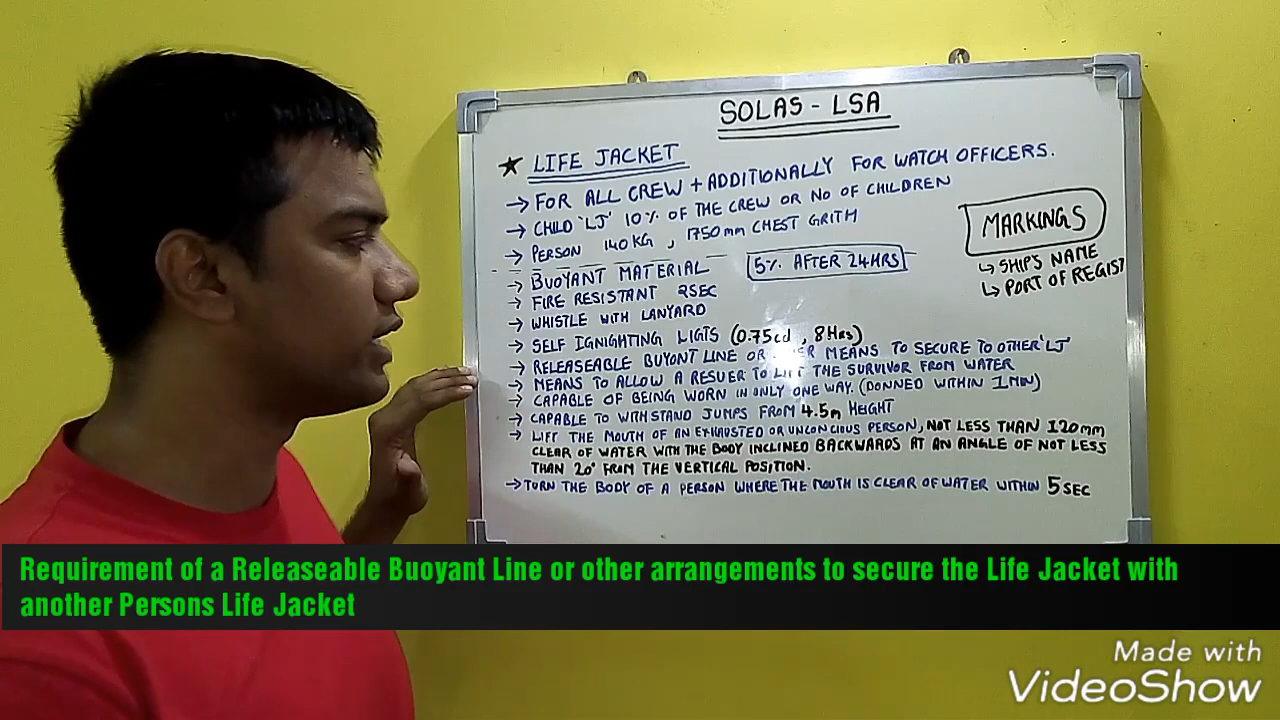 SOLAS - LSA
★ LIFE JACKET
→ FOR ALL CREW + ADDITIONALLY FOR WATCH OFFICERS.
→ CHILD 'LJ' 10% OF THE CREW OR NO OF CHILDREN
→ PERSON 140 KG, 1750mm CHEST GRITH
→ BUOYANT MATERIAL 5% AFTER 24HRS
→ FIRE RESISTANT 2SEC
→ WHISTLE WITH LANYARD
→ SELF IGNIGHTING LIGTS (0.75cd, 8Hrs)
→ RELEASEABLE BUYONT LINE OR MEANS TO SECURE TO OTHER 'LJ'
→ MEANS TO ALLOW A RESUER TO LIFT THE SURVIVOR FROM WATER
→ CAPABLE OF BEING WORN IN ONLY ONE WAY. (DONNED WITHIN 1MIN)
→ CAPABLE TO WITHSTAND JUMPS FROM 4.5m HEIGHT
→ LIFT THE MOUTH OF AN EXHAUSTED OR UNCONCIOUS PERSON, NOT LESS THAN 120mm
CLEAR OF WATER WITH THE BODY INCLINED BACKWARDS AT AN ANGLE OF NOT LESS
THAN 20° FROM THE VERTICAL POSITION.
→ TURN THE BODY OF A PERSON WHERE THE MOUTH IS CLEAR OF WATER WITHIN 5 SEC
MARKINGS
↳ SHIPS NAME
↳ PORT OF REGIST
Requirement of a Releaseable Buoyant Line or other arrangements to secure the Life Jacket with
another Persons Life Jacket
Made with
VideoShow